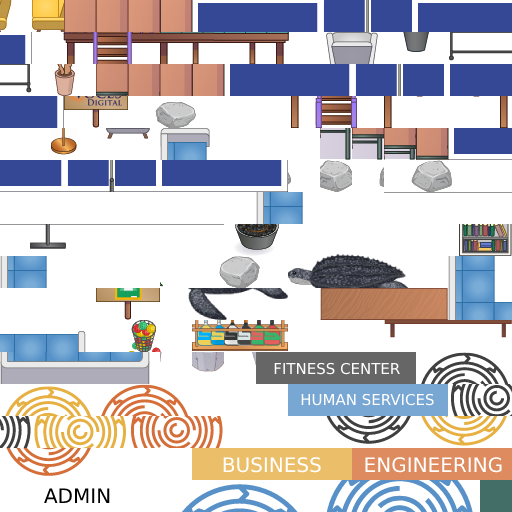 DIGITAL
FITNESS CENTER
HUMAN SERVICES
BUSINESS
ENGINEERING
ADMIN